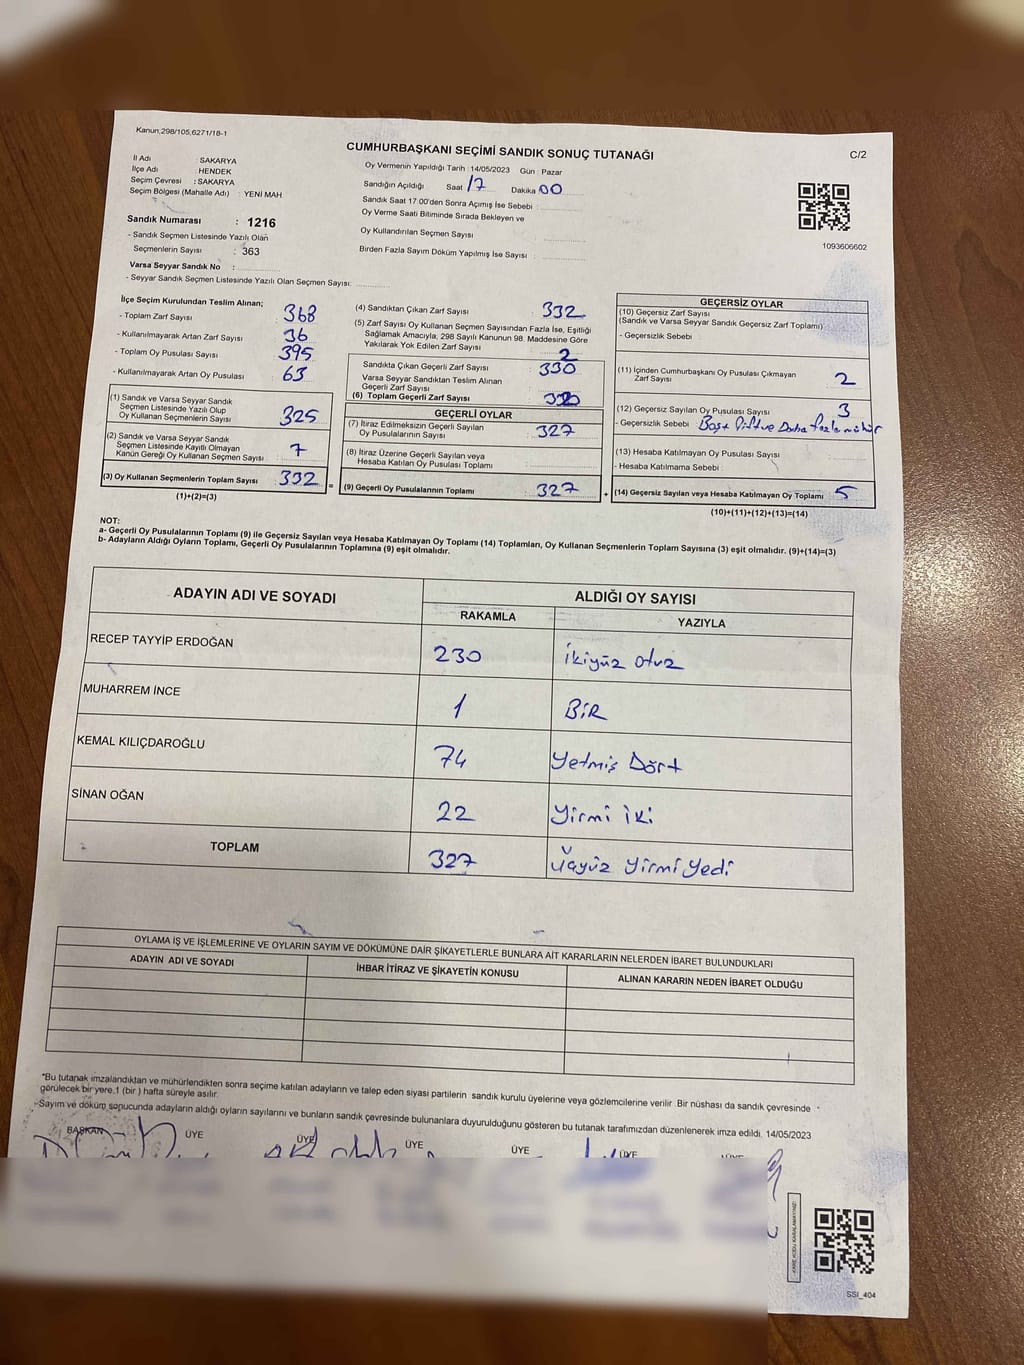 Kanun,298/105,6271/18-1
CUMHURBAŞKANI SEÇİMİ SANDIK SONUÇ TUTANAĞI
C/2
İl Adı : SAKARYA
İlçe Adı : HENDEK
Seçim Çevresi : SAKARYA
Seçim Bölgesi (Mahalle Adı) : YENİ MAH
Sandık Numarası : 1216
- Sandık Seçmen Listesinde Yazılı Olan
Seçmenlerin Sayısı : 363
Varsa Seyyar Sandık No :
- Seyyar Sandık Seçmen Listesinde Yazılı Olan Seçmen Sayısı:
Oy Vermenin Yapıldığı Tarih : 14/05/2023 Gün : Pazar
Sandığın Açıldığı Saat 17 Dakika 00
Sandık Saat 17 00'den Sonra Açımış İse Sebebi :
Oy Verme Saati Bitiminde Sırada Bekleyen ve
Oy Kullandırılan Seçmen Sayısı
Birden Fazla Sayım Döküm Yapılmış İse Sayısı :
1093606602
İlçe Seçim Kurulundan Teslim Alınan;
- Toplam Zarf Sayısı : 368
- Kullanılmayarak Artan Zarf Sayısı : 36
- Toplam Oy Pusulası Sayısı : 395
- Kullanılmayarak Artan Oy Pusulası : 63
(1) Sandık ve Varsa Seyyar Sandık
Seçmen Listesinde Yazılı Olup
Oy Kullanan Seçmenlerin Sayısı : 325
(2) Sandık ve Varsa Seyyar Sandık
Seçmen Listesinde Kayıtlı Olmayan
Kanun Gereği Oy Kullanan Seçmen Sayısı : 7
(3) Oy Kullanan Seçmenlerin Toplam Sayısı : 332
(1)+(2)=(3)
=
(4) Sandıktan Çıkan Zarf Sayısı : 332
(5) Zarf Sayısı Oy Kullanan Seçmen Sayısından Fazla İse, Eşitliği
Sağlamak Amacıyla, 298 Sayılı Kanunun 98. Maddesine Göre
Yakılarak Yok Edilen Zarf Sayısı : 2
Sandıkta Çıkan Geçerli Zarf Sayısı : 330
Varsa Seyyar Sandıktan Teslim Alınan
Geçerli Zarf Sayısı
(6) Toplam Geçerli Zarf Sayısı
GEÇERLİ OYLAR
(7) İtiraz Edilmeksizin Geçerli Sayılan
Oy Pusulalarının Sayısı : 327
(8) İtiraz Üzerine Geçerli Sayılan veya
Hesaba Katılan Oy Pusulası Toplamı
(9) Geçerli Oy Pusulalarının Toplamı : 327
+
GEÇERSİZ OYLAR
(10) Geçersiz Zarf Sayısı
(Sandık ve Varsa Seyyar Sandık Geçersiz Zarf Toplamı)
- Geçersizlik Sebebi :
(11) İçinden Cumhurbaşkanı Oy Pusulası Çıkmayan
Zarf Sayısı : 2
(12) Geçersiz Sayılan Oy Pusulası Sayısı : 3
- Geçersizlik Sebebi : Boş+ Çift ve Daha fazla mühür
(13) Hesaba Katılmayan Oy Pusulası Sayısı
- Hesaba Katılmama Sebebi :
(14) Geçersiz Sayılan veya Hesaba Katılmayan Oy Toplamı : 5
(10)+(11)+(12)+(13)=(14)
NOT:
a- Geçerli Oy Pusulalarının Toplamı (9) ile Geçersiz Sayılan veya Hesaba Katılmayan Oy Toplamı (14) Toplamları, Oy Kullanan Seçmenlerin Toplam Sayısına (3) eşit olmalıdır. (9)+(14)=(3)
b- Adayların Aldığı Oyların Toplamı, Geçerli Oy Pusulalarının Toplamına (9) eşit olmalıdır.
ADAYIN ADI VE SOYADI
ALDIĞI OY SAYISI
RAKAMLA YAZIYLA
RECEP TAYYİP ERDOĞAN 230 İkiyüz otuz
MUHARREM İNCE 1 BİR
KEMAL KILIÇDAROĞLU 74 Yetmiş Dört
SİNAN OĞAN 22 Yirmi iki
TOPLAM 327 Üçyüz Yirmi Yedi
OYLAMA İŞ VE İŞLEMLERİNE VE OYLARIN SAYIM VE DÖKÜMÜNE DAİR ŞİKAYETLERLE BUNLARA AİT KARARLARIN NELERDEN İBARET BULUNDUKLARI
ADAYIN ADI VE SOYADI İHBAR İTİRAZ VE ŞİKAYETİN KONUSU ALINAN KARARIN NEDEN İBARET OLDUĞU
*Bu tutanak imzalandıktan ve mühürlendikten sonra seçime katılan adayların ve talep eden siyasi partilerin sandık kurulu üyelerine veya gözlemcilerine verilir .Bir nüshası da sandık çevresinde
görülecek bir yere,1 (bir ) hafta süreyle asılır.
-Sayım ve döküm sonucunda adayların aldığı oyların sayılarını ve bunların sandık çevresinde bulunanlara duyurulduğunu gösteren bu tutanak tarafımızdan düzenlenerek imza edildi. 14/05/2023
BAŞKAN ÜYE ÜYE ÜYE ÜYE ÜYE
SSI_404